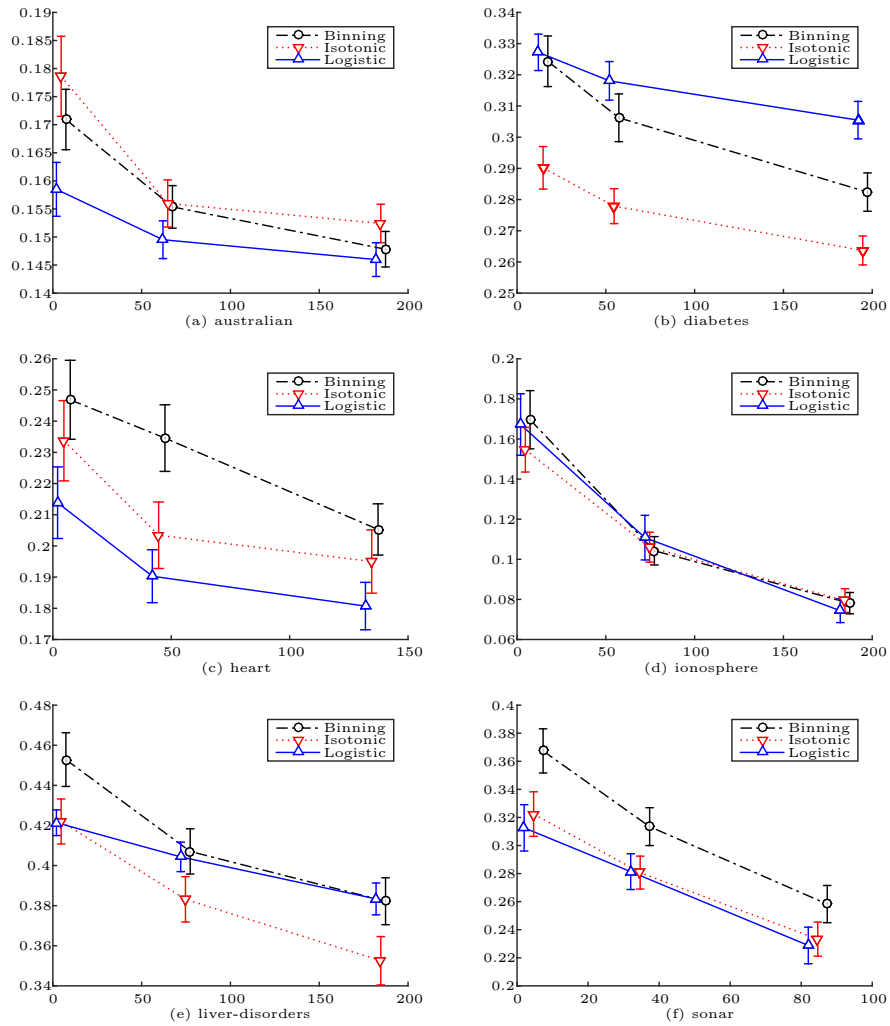 0.19
0.185
0.18
0.175
0.17
0.165
0.16
0.155
0.15
0.145
0.14
Binning
Isotonic
Logistic
0 50 100 150 200
(a) australian
0.34
0.33
0.32
0.31
0.3
0.29
0.28
0.27
0.26
0.25
Binning
Isotonic
Logistic
0 50 100 150 200
(b) diabetes
0.26
0.25
0.24
0.23
0.22
0.21
0.2
0.19
0.18
0.17
Binning
Isotonic
Logistic
0 50 100 150
(c) heart
0.2
0.18
0.16
0.14
0.12
0.1
0.08
0.06
Binning
Isotonic
Logistic
0 50 100 150 200
(d) ionosphere
0.48
0.46
0.44
0.42
0.4
0.38
0.36
0.34
Binning
Isotonic
Logistic
0 50 100 150 200
(e) liver-disorders
0.4
0.38
0.36
0.34
0.32
0.3
0.28
0.26
0.24
0.22
0.2
Binning
Isotonic
Logistic
0 20 40 60 80 100
(f) sonar